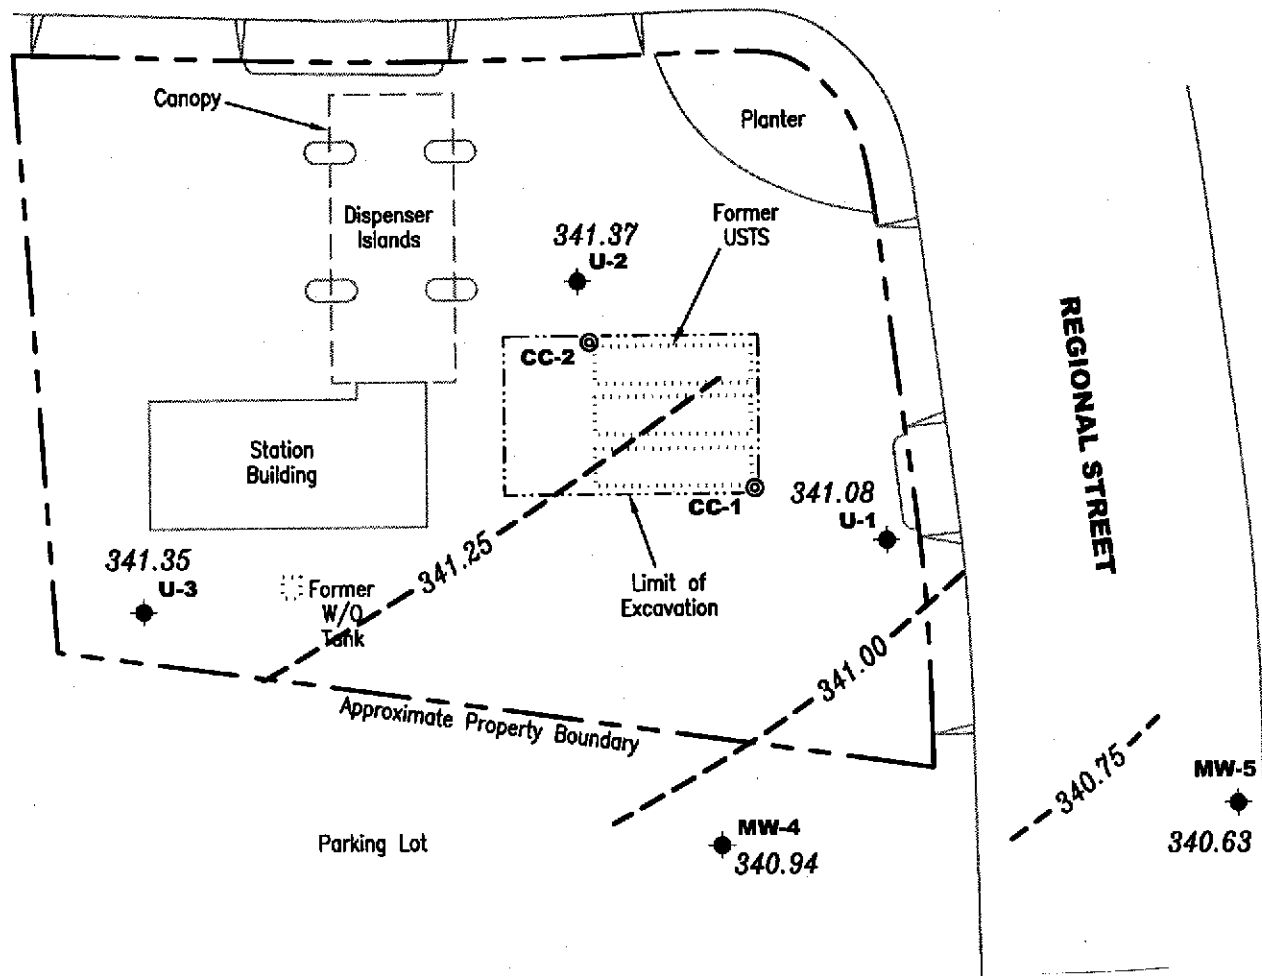 Canopy
Planter
Dispenser
Islands
Former
USTS
341.37
U-2
CC-2
REGIONAL STREET
Station
Building
CC-1
341.08
U-1
341.25
341.35
U-3
Former
W/O
Tank
Limit of
Excavation
341.00
Approximate Property Boundary
340.75
MW-5
340.63
Parking Lot
MW-4
340.94